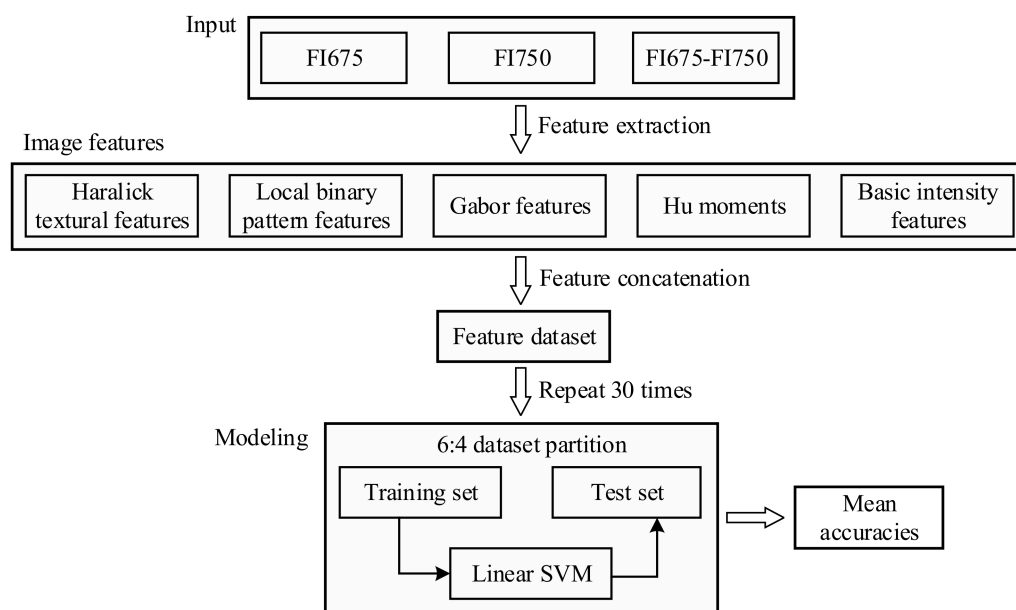 Input
FI675
FI750
FI675-FI750
Feature extraction
Image features
Haralick
textural features
Local binary
pattern features
Gabor features
Hu moments
Basic intensity
features
Feature concatenation
Feature dataset
Repeat 30 times
Modeling
6:4 dataset partition
Training set
Test set
Linear SVM
Mean
accuracies